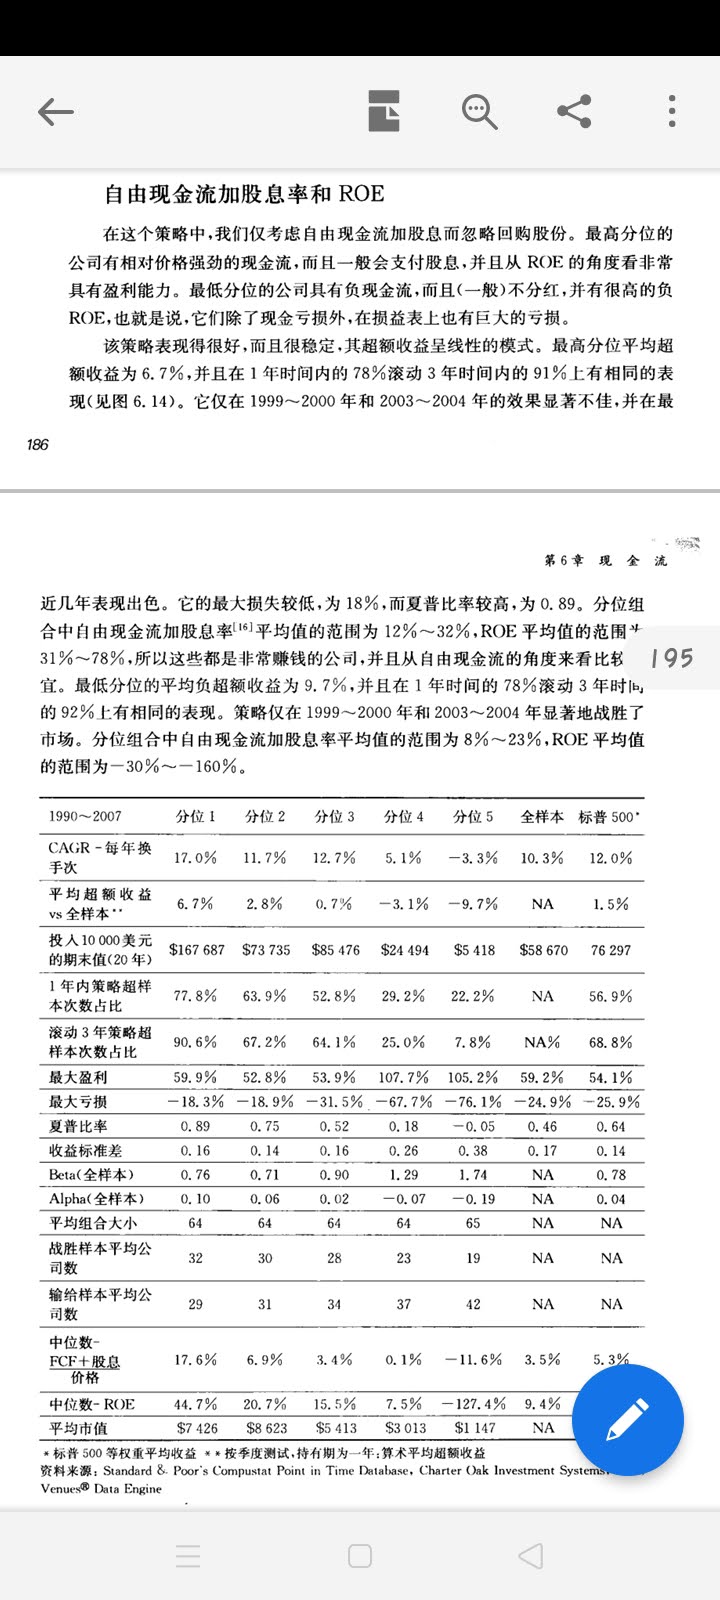 自由现金流加股息率和 ROE
在这个策略中,我们仅考虑自由现金流加股息而忽略回购股份。最高分位的
公司有相对价格强劲的现金流,而且一般会支付股息,并且从 ROE 的角度看非常
具有盈利能力。最低分位的公司具有负现金流,而且(一般)不分红,并有很高的负
ROE,也就是说,它们除了现金亏损外,在损益表上也有巨大的亏损。
该策略表现得很好,而且很稳定,其超额收益呈线性的模式。最高分位平均超
额收益为 6.7%,并且在 1 年时间内的 78%滚动 3 年时间内的 91%上有相同的表
现(见图 6.14)。它仅在 1999～2000 年和 2003～2004 年的效果显著不佳,并在最
186
第6章 现 金 流
近几年表现出色。它的最大损失较低,为 18%,而夏普比率较高,为 0.89。分位组
合中自由现金流加股息率[16]平均值的范围为 12%～32%,ROE 平均值的范围
195
31%～78%,所以这些都是非常赚钱的公司,并且从自由现金流的角度来看比较
宜。最低分位的平均负超额收益为 9.7%,并且在 1 年时间的 78%滚动 3 年时间
的 92%上有相同的表现。策略仅在 1999～2000 年和 2003～2004 年显著地战胜了
市场。分位组合中自由现金流加股息率平均值的范围为 8%～23%,ROE 平均值
的范围为－30%～－160%。
1990～2007 分位 1 分位 2 分位 3 分位 4 分位 5 全样本 标普 500*
CAGR－每年换
手次 17.0% 11.7% 12.7% 5.1% －3.3% 10.3% 12.0%
平均超额收益
vs 全样本** 6.7% 2.8% 0.7% －3.1% －9.7% NA 1.5%
投入10 000美元
的期末值(20 年) $167 687 $73 735 $85 476 $24 494 $5 418 $58 670 76 297
1 年内策略超样
本次数占比 77.8% 63.9% 52.8% 29.2% 22.2% NA 56.9%
滚动 3 年策略超
样本次数占比 90.6% 67.2% 64.1% 25.0% 7.8% NA% 68.8%
最大盈利 59.9% 52.8% 53.9% 107.7% 105.2% 59.2% 54.1%
最大亏损 －18.3% －18.9% －31.5% －67.7% －76.1% －24.9% －25.9%
夏普比率 0.89 0.75 0.52 0.18 －0.05 0.46 0.64
收益标准差 0.16 0.14 0.16 0.26 0.38 0.17 0.14
Beta(全样本) 0.76 0.71 0.90 1.29 1.74 NA 0.78
Alpha(全样本) 0.10 0.06 0.02 －0.07 －0.19 NA 0.04
平均组合大小 64 64 64 64 65 NA NA
战胜样本平均公
司数 32 30 28 23 19 NA NA
输给样本平均公
司数 29 31 34 37 42 NA NA
中位数-
FCF＋股息 17.6% 6.9% 3.4% 0.1% －11.6% 3.5% 5.3%
价格
中位数- ROE 44.7% 20.7% 15.5% 7.5% －127.4% 9.4%
平均市值 $7 426 $8 623 $5 413 $3 013 $1 147 NA
*标普 500 等权重平均收益 **按季度测试,持有期为一年;算术平均超额收益
资料来源: Standard & Poor's Compustat Point in Time Database, Charter Oak Investment Systems
Venues® Data Engine